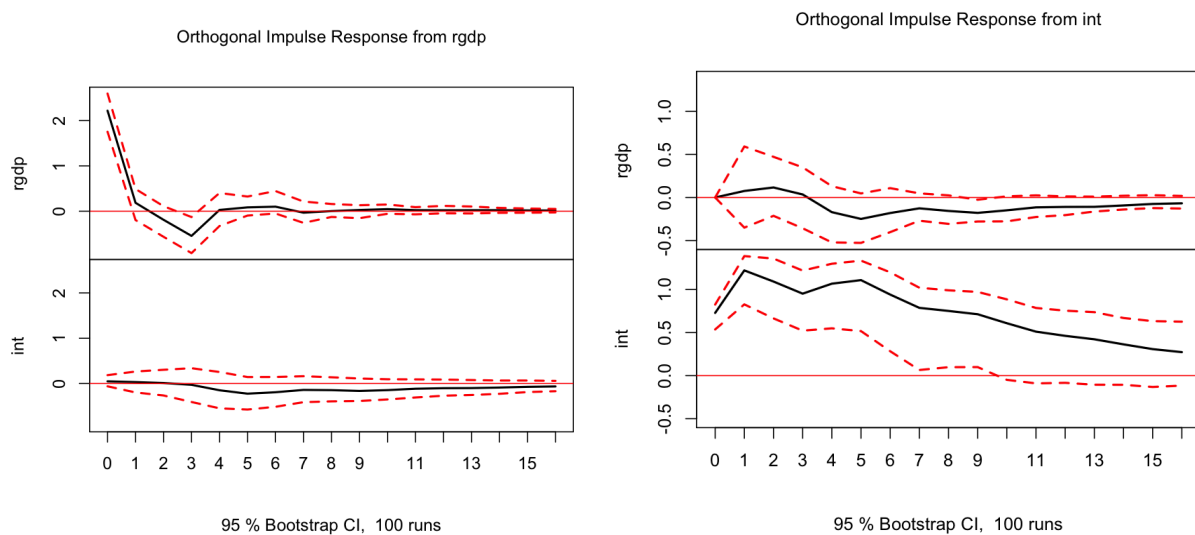 Orthogonal Impulse Response from rgdp
rgdp
2
1
0
int
2
1
0
0 1 2 3 4 5 6 7 8 9 11 13 15
95 % Bootstrap CI,  100 runs
Orthogonal Impulse Response from int
rgdp
1.0
0.5
0.0
-0.5
int
1.0
0.5
0.0
-0.5
0 1 2 3 4 5 6 7 8 9 11 13 15
95 % Bootstrap CI,  100 runs